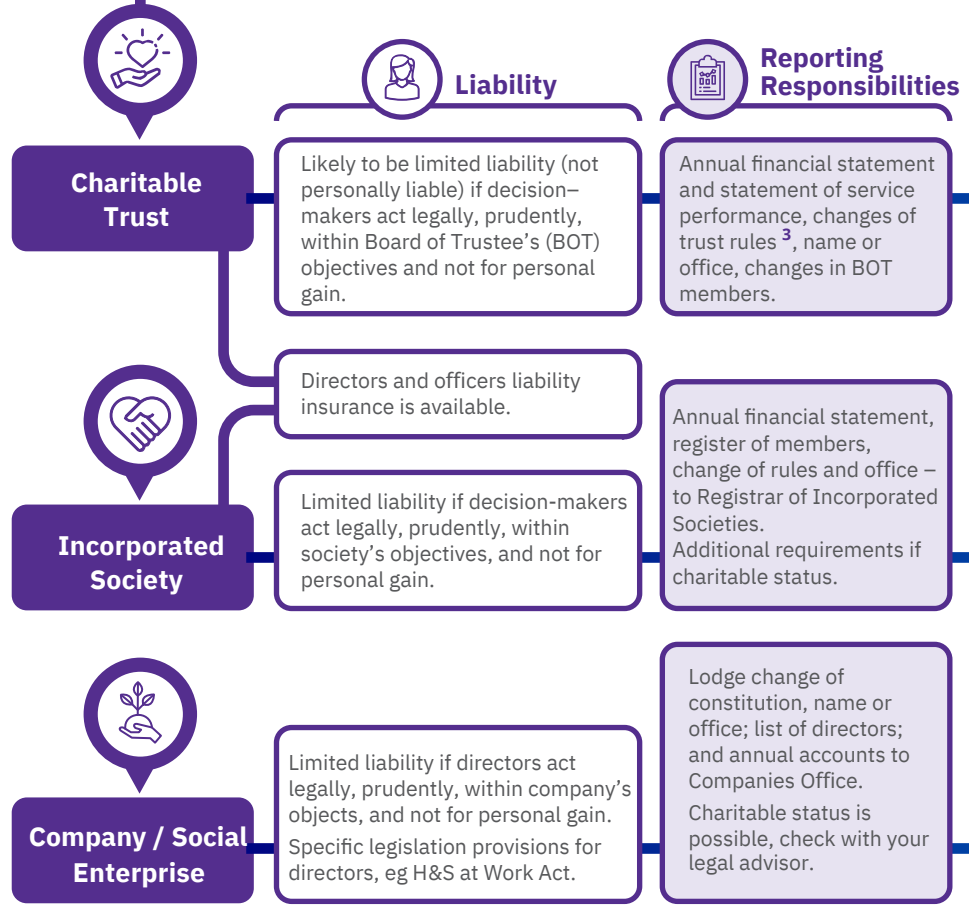 Liability
Reporting
Responsibilities
Charitable
Trust
Likely to be limited liability (not
personally liable) if decision–
makers act legally, prudently,
within Board of Trustee’s (BOT)
objectives and not for personal
gain.
Annual financial statement
and statement of service
performance, changes of
trust rules 3, name or
office, changes in BOT
members.
Directors and officers liability
insurance is available.
Incorporated
Society
Limited liability if decision-makers
act legally, prudently, within
society’s objectives, and not for
personal gain.
Annual financial statement,
register of members,
change of rules and office –
to Registrar of Incorporated
Societies.
Additional requirements if
charitable status.
Company / Social
Enterprise
Limited liability if directors act
legally, prudently, within company’s
objects, and not for personal gain.
Specific legislation provisions for
directors, eg H&S at Work Act.
Lodge change of
constitution, name or
office; list of directors;
and annual accounts to
Companies Office.
Charitable status is
possible, check with your
legal advisor.